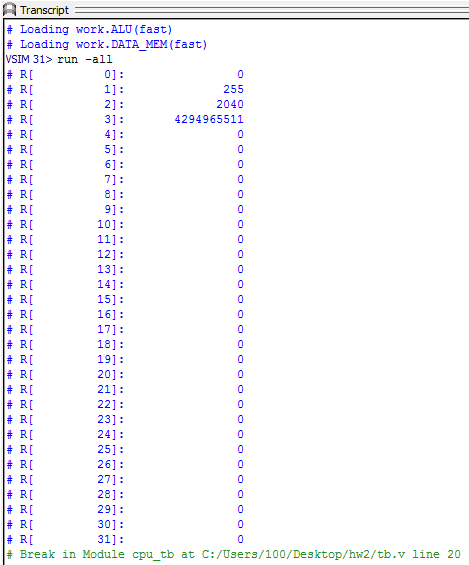 Transcript
# Loading work.ALU(fast)
# Loading work.DATA_MEM(fast)
VSIM 31> run -all
# R[          0]:          0
# R[          1]:        255
# R[          2]:       2040
# R[          3]: 4294965511
# R[          4]:          0
# R[          5]:          0
# R[          6]:          0
# R[          7]:          0
# R[          8]:          0
# R[          9]:          0
# R[         10]:          0
# R[         11]:          0
# R[         12]:          0
# R[         13]:          0
# R[         14]:          0
# R[         15]:          0
# R[         16]:          0
# R[         17]:          0
# R[         18]:          0
# R[         19]:          0
# R[         20]:          0
# R[         21]:          0
# R[         22]:          0
# R[         23]:          0
# R[         24]:          0
# R[         25]:          0
# R[         26]:          0
# R[         27]:          0
# R[         28]:          0
# R[         29]:          0
# R[         30]:          0
# R[         31]:          0
# Break in Module cpu_tb at C:/Users/100/Desktop/hw2/tb.v line 20